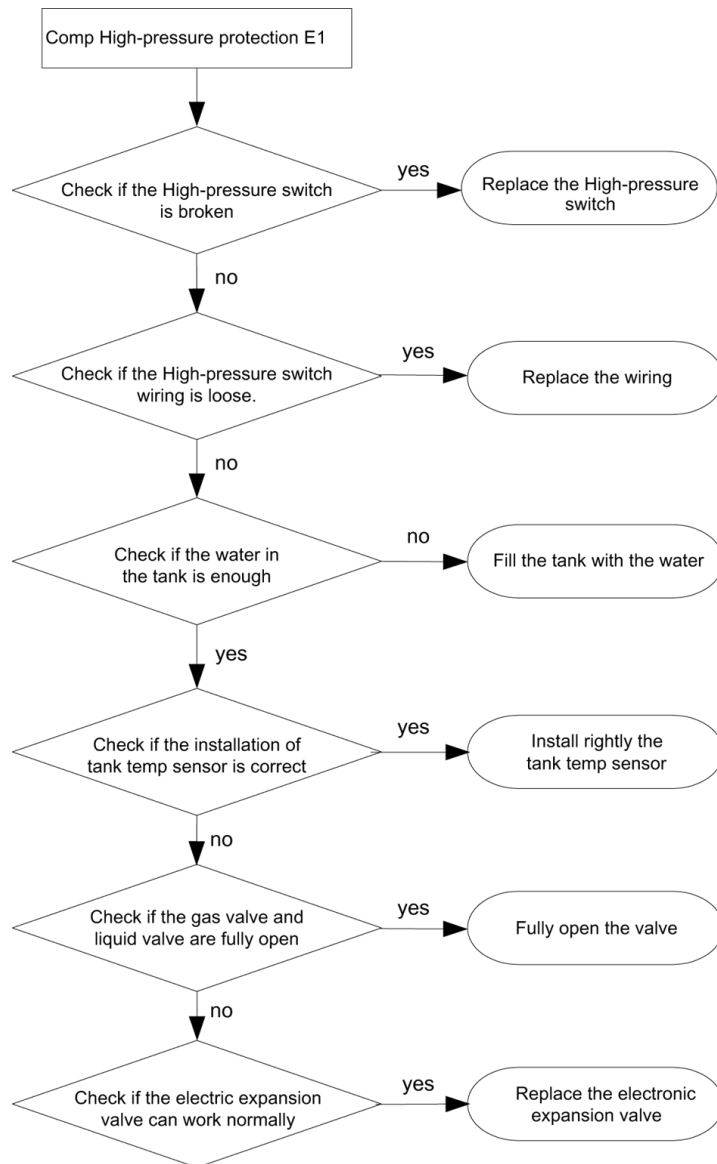 Comp High-pressure protection E1
Check if the High-pressure switch
is broken
yes
Replace the High-pressure
switch
no
Check if the High-pressure switch
wiring is loose.
yes
Replace the wiring
no
Check if the water in
the tank is enough
no
Fill the tank with the water
yes
Check if the installation of
tank temp sensor is correct
yes
Install rightly the
tank temp sensor
no
Check if the gas valve and
liquid valve are fully open
yes
Fully open the valve
no
Check if the electric expansion
valve can work normally
yes
Replace the electronic
expansion valve